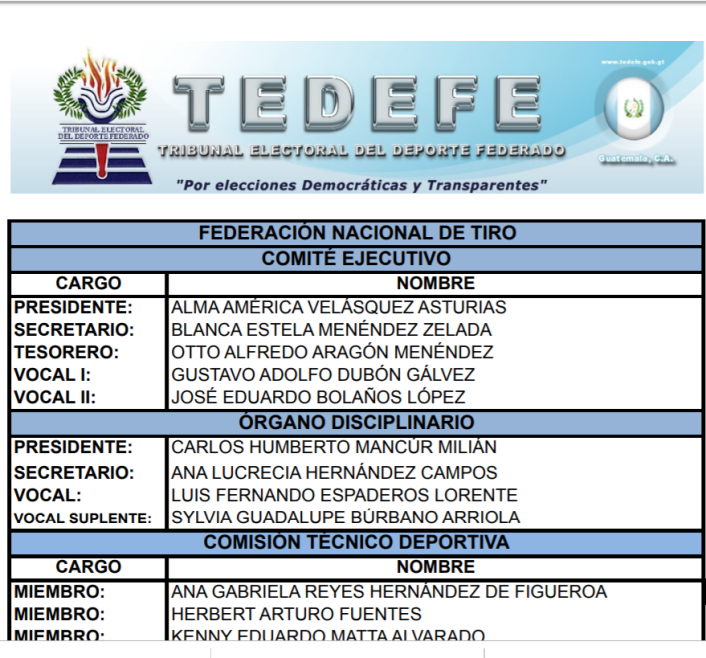 www.tedefe.gob.gt
TEDEFE
TRIBUNAL ELECTORAL
DEL DEPORTE FEDERADO
TRIBUNAL ELECTORAL DEL DEPORTE FEDERADO
Guatemala, C.A.
"Por elecciones Democráticas y Transparentes"
FEDERACIÓN NACIONAL DE TIRO
COMITÉ EJECUTIVO
CARGO NOMBRE
PRESIDENTE: ALMA AMÉRICA VELÁSQUEZ ASTURIAS
SECRETARIO: BLANCA ESTELA MENÉNDEZ ZELADA
TESORERO: OTTO ALFREDO ARAGÓN MENÉNDEZ
VOCAL I: GUSTAVO ADOLFO DUBÓN GÁLVEZ
VOCAL II: JOSÉ EDUARDO BOLAÑOS LÓPEZ
ÓRGANO DISCIPLINARIO
PRESIDENTE: CARLOS HUMBERTO MANCÚR MILIÁN
SECRETARIO: ANA LUCRECIA HERNÁNDEZ CAMPOS
VOCAL: LUIS FERNANDO ESPADEROS LORENTE
VOCAL SUPLENTE: SYLVIA GUADALUPE BÚRBANO ARRIOLA
COMISIÓN TÉCNICO DEPORTIVA
CARGO NOMBRE
MIEMBRO: ANA GABRIELA REYES HERNÁNDEZ DE FIGUEROA
MIEMBRO: HERBERT ARTURO FUENTES
MIEMBRO: KENNY EDUARDO MATTA ALVARADO